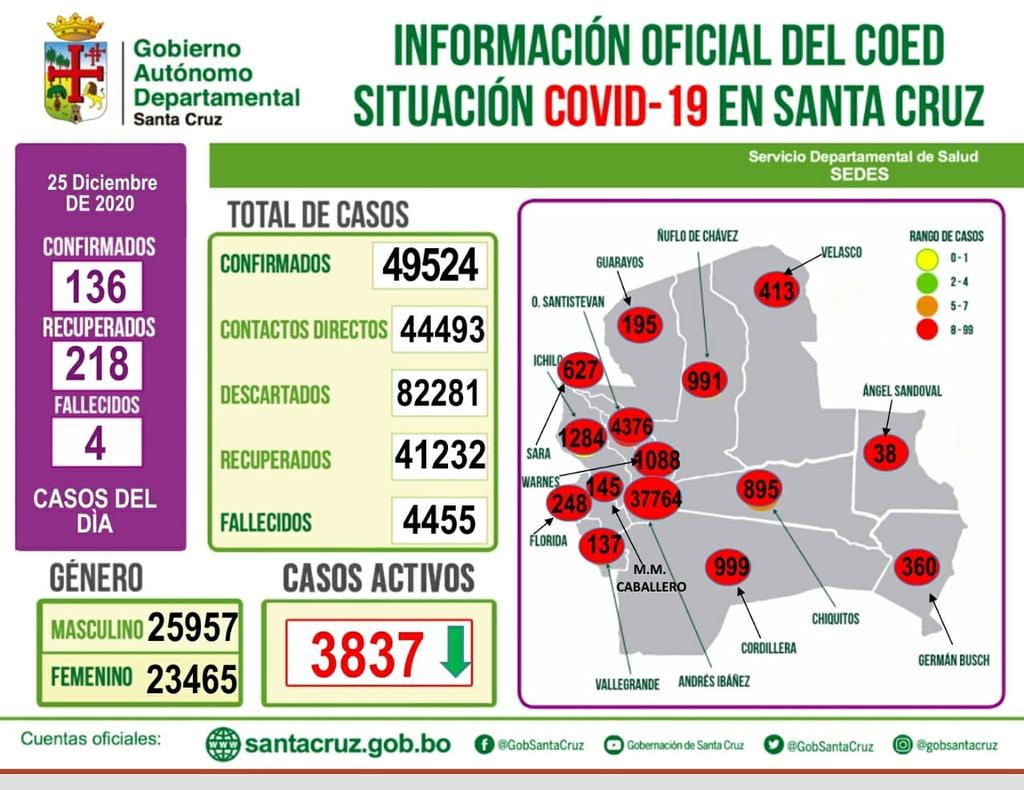 Gobierno
Autónomo
Departamental
Santa Cruz
INFORMACIÓN OFICIAL DEL COED
SITUACIÓN COVID-19 EN SANTA CRUZ
Servicio Departamental de Salud
SEDES
25 Diciembre
DE 2020
CONFIRMADOS
136
RECUPERADOS
218
FALLECIDOS
4
CASOS DEL
DÌA
TOTAL DE CASOS
CONFIRMADOS 49524
CONTACTOS DIRECTOS 44493
DESCARTADOS 82281
RECUPERADOS 41232
FALLECIDOS 4455
GÉNERO
MASCULINO 25957
FEMENINO 23465
CASOS ACTIVOS
3837
ÑUFLO DE CHÁVEZ
VELASCO
GUARAYOS
413
O. SANTISTEVAN
195
ICHILO
627
991
ÁNGEL SANDOVAL
4376
1284
38
SARA
1088
WARNES
145
895
248
37764
FLORIDA
137
M.M.
CABALLERO
999
360
CHIQUITOS
CORDILLERA
GERMÁN BUSCH
VALLEGRANDE
ANDRÉS IBÁÑEZ
RANGO DE CASOS
0 - 1
2 - 4
5 - 7
8 - 99
Cuentas oficiales:
www
santacruz.gob.bo
@GobSantaCruz
Gobernación de Santa Cruz
@GobSantaCruz
@gobsantacruz